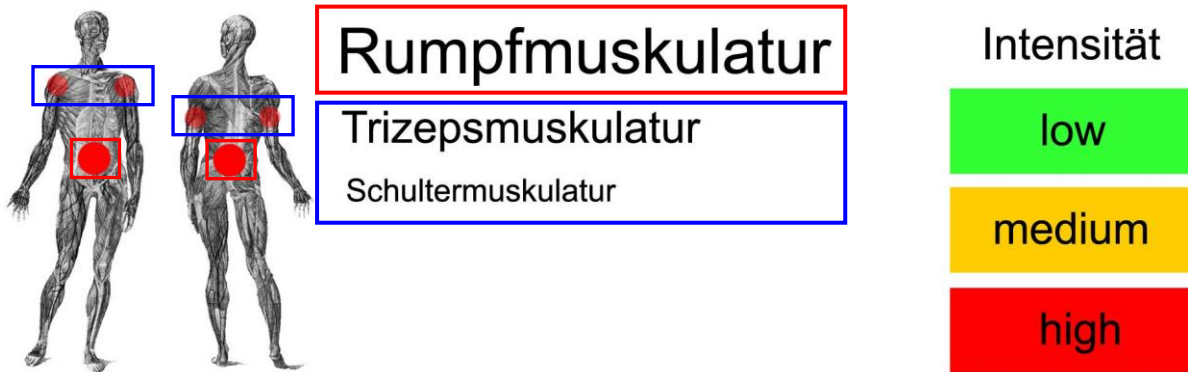 Rumpfmuskulatur
Trizepsmuskulatur
Schultermuskulatur
Intensität
low
medium
high